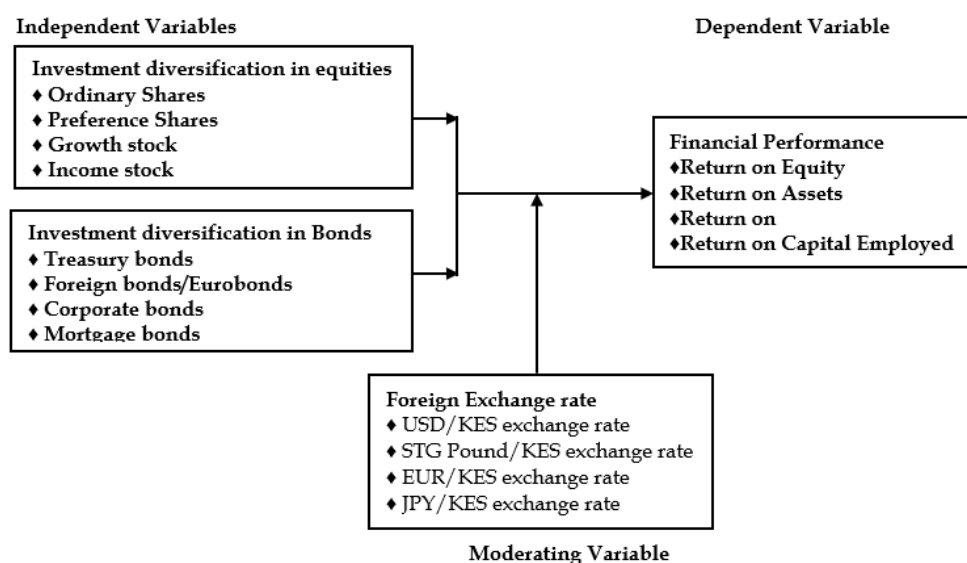 Independent Variables
Investment diversification in equities
♦ Ordinary Shares
♦ Preference Shares
♦ Growth stock
♦ Income stock
Investment diversification in Bonds
♦ Treasury bonds
♦ Foreign bonds/Eurobonds
♦ Corporate bonds
♦ Mortgage bonds
Dependent Variable
Financial Performance
♦Return on Equity
♦Return on Assets
♦Return on
♦Return on Capital Employed
Foreign Exchange rate
♦ USD/KES exchange rate
♦ STG Pound/KES exchange rate
♦ EUR/KES exchange rate
♦ JPY/KES exchange rate
Moderating Variable